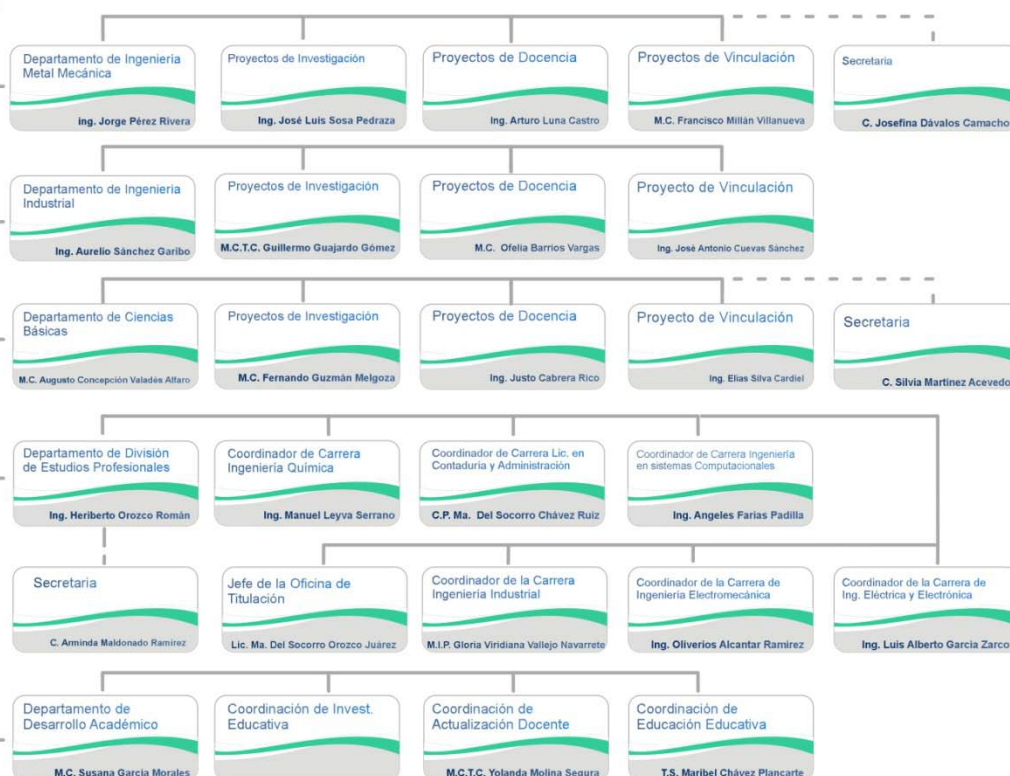 Departamento de Ingeniería
Metal Mecánica
ing. Jorge Pérez Rivera
Proyectos de Investigación
Ing. José Luis Sosa Pedraza
Proyectos de Docencia
Ing. Arturo Luna Castro
Proyectos de Vinculación
M.C. Francisco Millán Villanueva
Secretaria
C. Josefina Dávalos Camacho
Departamento de Ingeniería
Industrial
Ing. Aurelio Sánchez Garibo
Proyectos de Investigación
M.C.T.C. Guillermo Guajardo Gómez
Proyectos de Docencia
M.C. Ofelia Barrios Vargas
Proyecto de Vinculación
Ing. José Antonio Cuevas Sánchez
Departamento de Ciencias
Básicas
M.C. Augusto Concepción Valadés Alfaro
Proyectos de Investigación
M.C. Fernando Guzmán Melgoza
Proyectos de Docencia
Ing. Justo Cabrera Rico
Proyecto de Vinculación
Ing. Elias Silva Cardiel
Secretaria
C. Silvia Martínez Acevedo
Departamento de División
de Estudios Profesionales
Ing. Heriberto Orozco Román
Coordinador de Carrera
Ingeniería Química
Ing. Manuel Leyva Serrano
Coordinador de Carrera Lic. en
Contaduria y Administración
C.P. Ma. Del Socorro Chávez Ruiz
Coordinador de Carrera Ingeniería
en sistemas Computacionales
Ing. Angeles Farias Padilla
Secretaria
C. Arminda Maldonado Ramírez
Jefe de la Oficina de
Titulación
Lic. Ma. Del Socorro Orozco Juárez
Coordinador de la Carrera
Ingeniería Industrial
M.I.P. Gloria Viridiana Vallejo Navarrete
Coordinador de la Carrera de
Ingeniería Electromecánica
Ing. Oliverios Alcantar Ramirez
Coordinador de la Carrera de
Ing. Eléctrica y Electrónica
Ing. Luis Alberto García Zarco
Departamento de
Desarrollo Académico
M.C. Susana García Morales
Coordinación de Invest.
Educativa
Coordinación de
Actualización Docente
M.C.T.C. Yolanda Molina Segura
Coordinación de
Educación Educativa
T.S. Maribel Chávez Plancarte